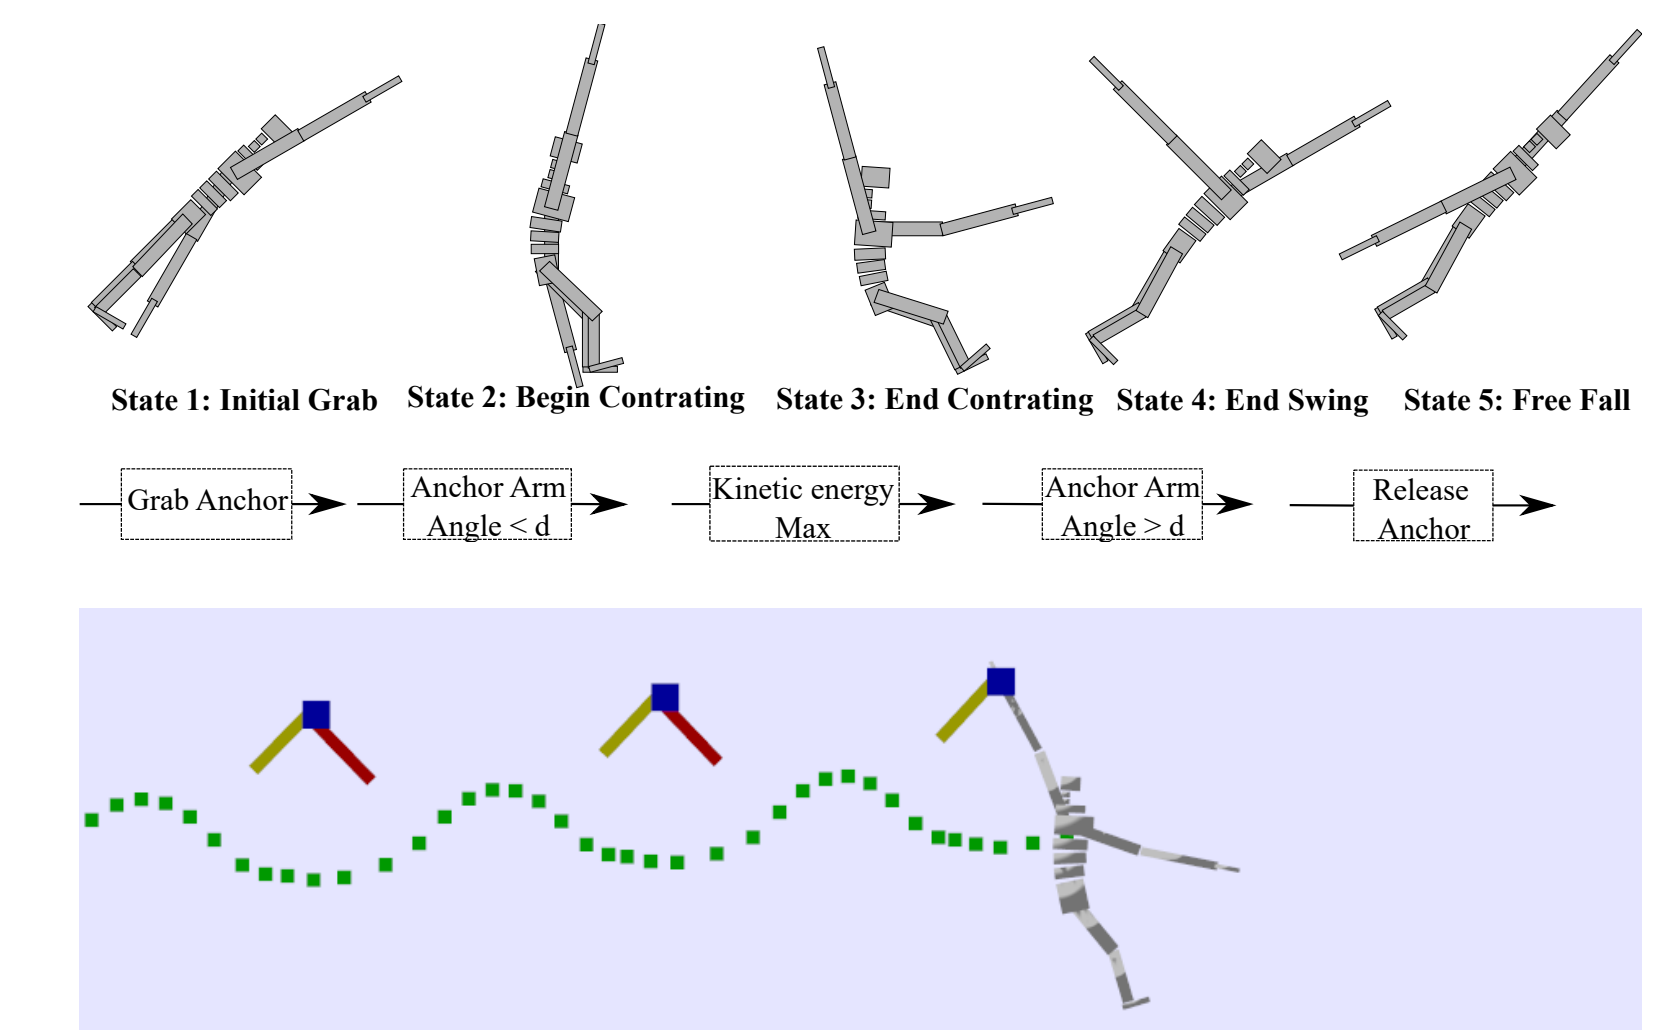 State 1: Initial Grab
State 2: Begin Contrating
State 3: End Contrating
State 4: End Swing
State 5: Free Fall
Grab Anchor
Anchor Arm
Angle < d
Kinetic energy
Max
Anchor Arm
Angle > d
Release
Anchor